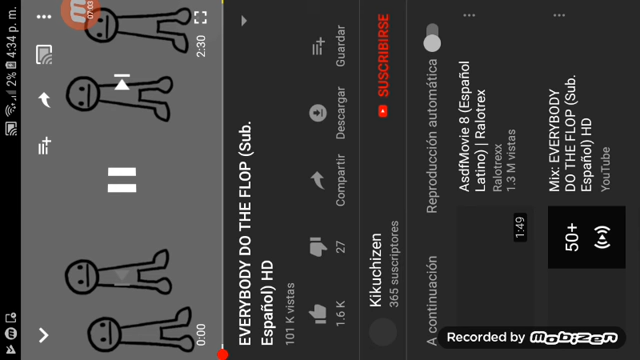 4:34 p. m.
2%
07:03
0:00
2:30
EVERYBODY DO THE FLOP (Sub.
Español) HD
101 K vistas
1.6 K
27
Compartir
Descargar
Guardar
Kikuchizen
365 suscriptores
SUSCRIBIRSE
A continuación
Reproducción automática
1:49
AsdfMovie 8 (Español
Latino) | Ralotrex
Ralotrexx
1.3 M vistas
50+
Mix: EVERYBODY
DO THE FLOP (Sub.
Español) HD
YouTube
Recorded by mobizen